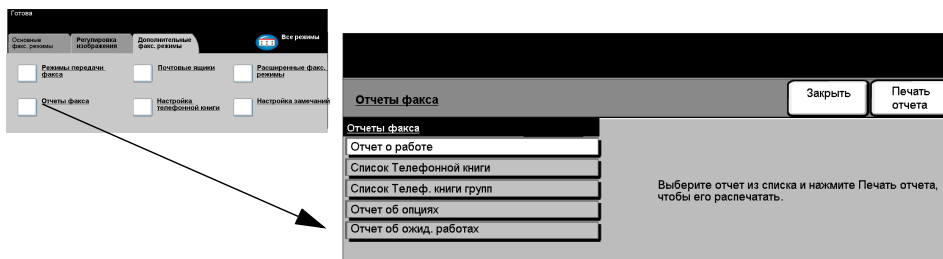 Готова
Основные факс. режимы
Регулировка изображения
Дополнительные факс. режимы
Все режимы
Режимы передачи факса
Почтовые ящики
Расширенные факс. режимы
Отчеты факса
Настройка телефонной книги
Настройка замечаний
Отчеты факса
Закрыть
Печать отчета
Отчеты факса
Отчет о работе
Список Телефонной книги
Список Телеф. книги групп
Отчет об опциях
Отчет об ожид. работах
Выберите отчет из списка и нажмите Печать отчета,
чтобы его распечатать.